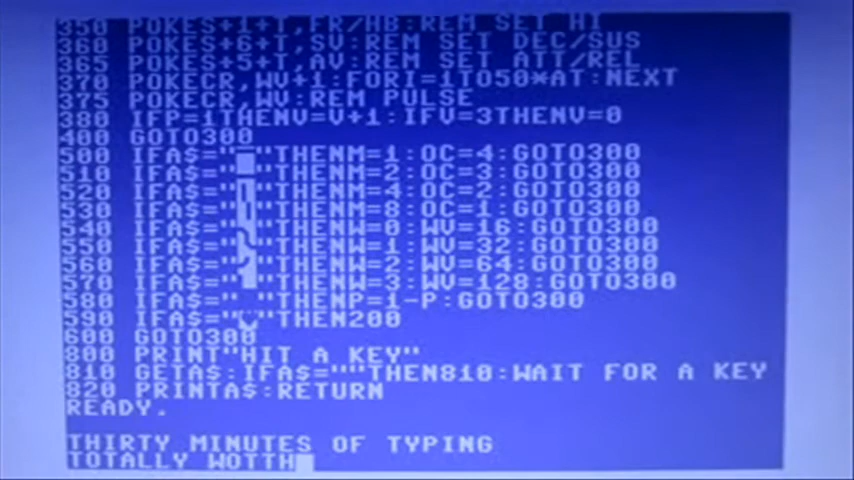 350 POKES+1+T,FR/HB:REM SET HI
360 POKES+6+T,SV:REM SET DEC/SUS
365 POKES+5+T,AV:REM SET ATT/REL
370 POKECR,WV+1:FORI=1TO50*AT:NEXT
375 POKECR,WV:REM PULSE
380 IFP=1THENV=V+1:IFV=3THENV=0
400 GOTO300
500 IFA$=""THENM=1:OC=4:GOTO300
510 IFA$=""THENM=2:OC=3:GOTO300
520 IFA$=""THENM=4:OC=2:GOTO300
530 IFA$=""THENM=8:OC=1:GOTO300
540 IFA$=""THENW=0:WV=16:GOTO300
550 IFA$=""THENW=1:WV=32:GOTO300
560 IFA$=""THENW=2:WV=64:GOTO300
570 IFA$=""THENW=3:WV=128:GOTO300
580 IFA$=" "THENP=1-P:GOTO300
590 IFA$="♥"THEN200
600 GOTO300
800 PRINT"HIT A KEY"
810 GETA$:IFA$=""THEN810:WAIT FOR A KEY
820 PRINTA$:RETURN
READY.
THIRTY MINUTES OF TYPING
TOTALLY WOTTH